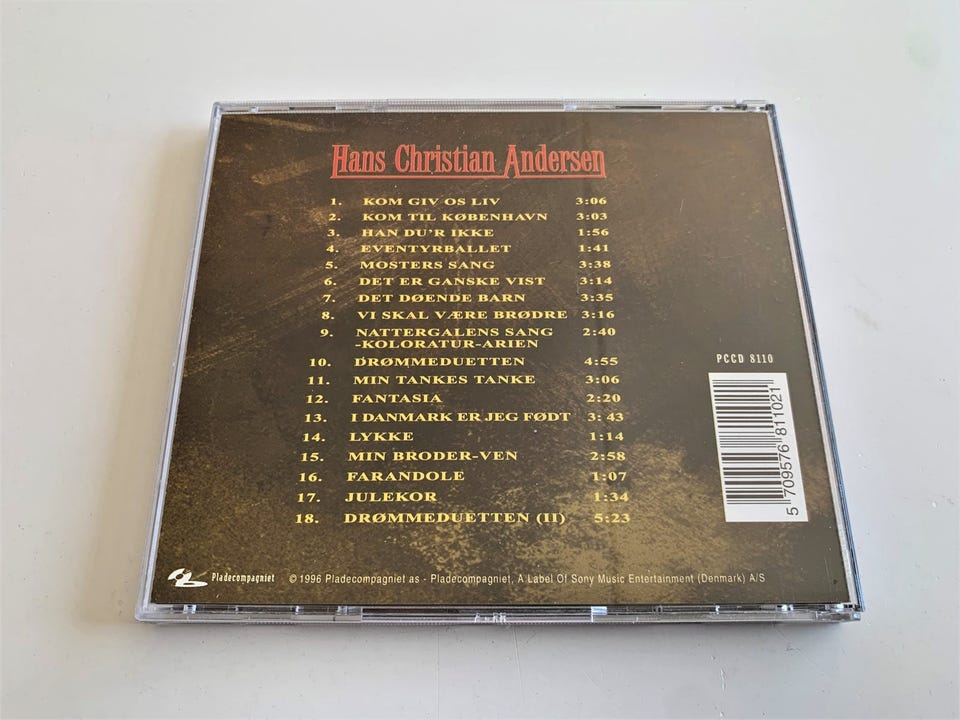 Hans Christian Andersen
1. KOM GIV OS LIV 3:06
2. KOM TIL KØBENHAVN 3:03
3. HAN DU'R IKKE 1:56
4. EVENTYRBALLET 1:41
5. MOSTERS SANG 3:38
6. DET ER GANSKE VIST 3:14
7. DET DØENDE BARN 3:35
8. VI SKAL VÆRE BRØDRE 3:16
9. NATTERGALENS SANG 2:40
-KOLORATUR-ARIEN
10. DRØMMEDUETTEN 4:55
11. MIN TANKES TANKE 3:06
12. FANTASIA 2:20
13. I DANMARK ER JEG FØDT 3:43
14. LYKKE 1:14
15. MIN BRODER-VEN 2:58
16. FARANDOLE 1:07
17. JULEKOR 1:34
18. DRØMMEDUETTEN (II) 5:23
PCCD 8110
5 709576 811021
Pladecompagniet ©1996 Pladecompagniet as - Pladecompagniet, A Label Of Sony Music Entertainment (Denmark) A/S